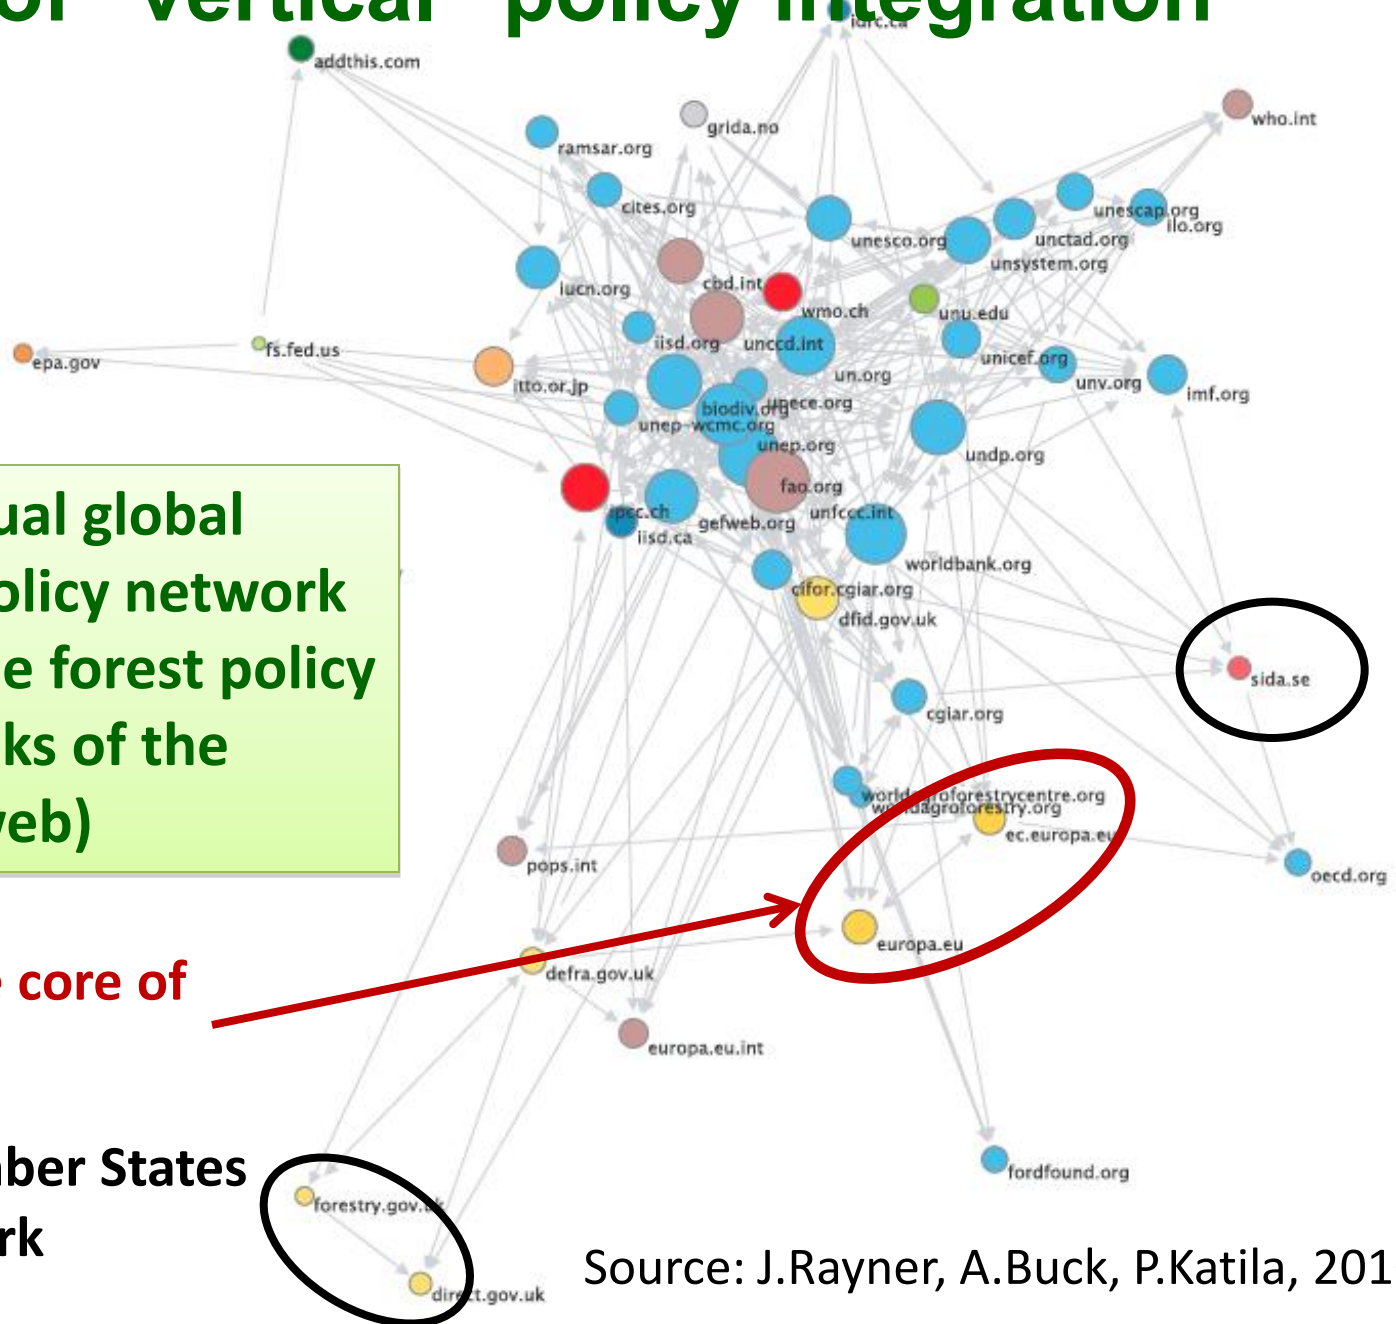 of "vertical" policy integration
idrc.ca
addthis.com
who.int
grida.no
ramsar.org
cites.org
unescap.org
ilo.org
unesco.org
unctad.org
unsystem.org
iucn.org
cbd.int
wmo.ch
unu.edu
iisd.org
unccd.int
fs.fed.us
epa.gov
unicef.org
un.org
unv.org
itto.or.jp
imf.org
biodiv.org
unece.org
unep-wcmc.org
unep.org
undp.org
fao.org
ipcc.ch
gefweb.org
unfccc.int
iisd.ca
worldbank.org
cifor.cgiar.org
dfid.gov.uk
ual global
olicy network
e forest policy
ks of the
veb)
sida.se
cgiar.org
worldagroforestrycentre.org
worldagroforestry.org
ec.europa.eu
pops.int
oecd.org
europa.eu
e core of
defra.gov.uk
europa.eu.int
ber States
rk
fordfound.org
forestry.gov.uk
direct.gov.uk
Source: J.Rayner, A.Buck, P.Katila, 201